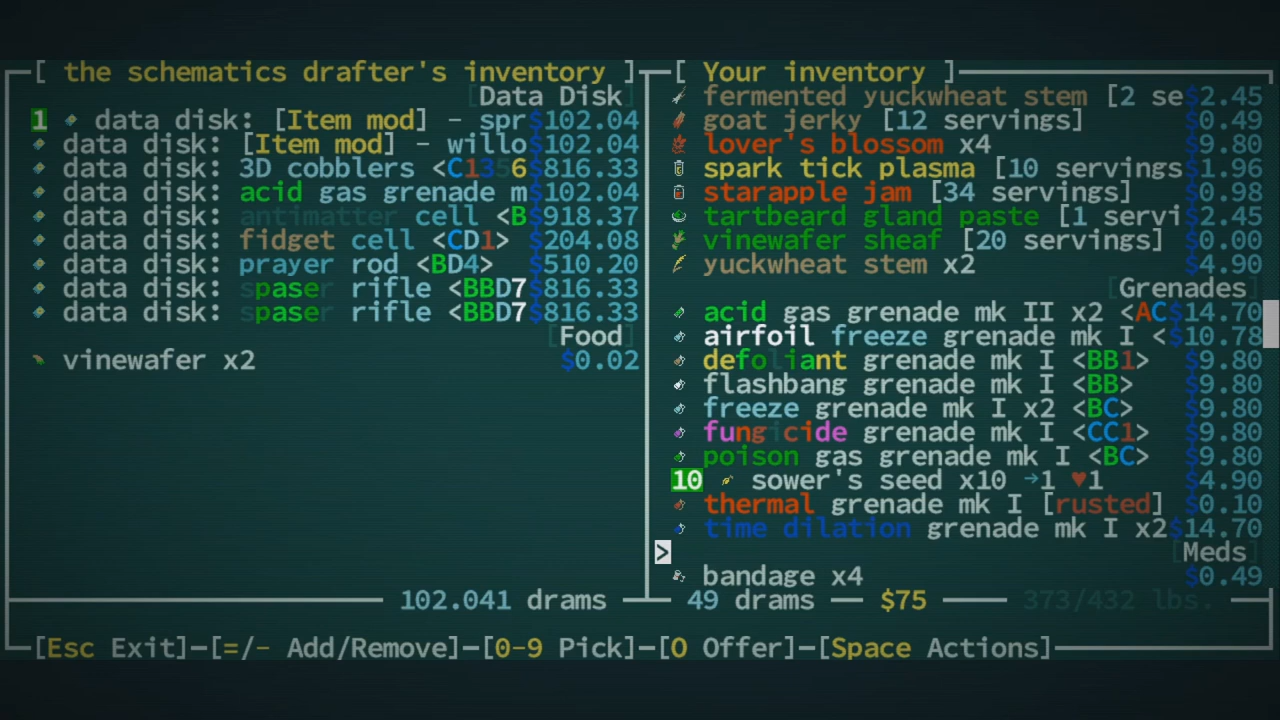 [ the schematics drafter's inventory ]
[Data Disk]
1 data disk: [Item mod] - spr $102.04
data disk: [Item mod] - willo $102.04
data disk: 3D cobblers <C1356 $816.33
data disk: acid gas grenade m $102.04
data disk: antimatter cell <B $918.37
data disk: fidget cell <CD1> $204.08
data disk: prayer rod <BD4> $510.20
data disk: spaser rifle <BBD7 $816.33
data disk: spaser rifle <BBD7 $816.33
[Food]
vinewafer x2 $0.02
102.041 drams
[ Your inventory ]
fermented yuckwheat stem [2 se $2.45
goat jerky [12 servings] $0.49
lover's blossom x4 $9.80
spark tick plasma [10 servings $1.96
starapple jam [34 servings] $0.98
tartbeard gland paste [1 servi $2.45
vinewafer sheaf [20 servings] $0.00
yuckwheat stem x2 $4.90
[Grenades]
acid gas grenade mk II x2 <AC $14.70
airfoil freeze grenade mk I < $10.78
defoliant grenade mk I <BB1> $9.80
flashbang grenade mk I <BB> $9.80
freeze grenade mk I x2 <BC> $9.80
fungicide grenade mk I <CC1> $9.80
poison gas grenade mk I <BC> $9.80
10 sower's seed x10 →1 ♥1 $4.90
thermal grenade mk I [rusted] $0.10
time dilation grenade mk I x2 $14.70
> [Meds]
bandage x4 $0.49
49 drams — $75 — 373/432 lbs.
[Esc Exit]—[=/- Add/Remove]—[0-9 Pick]—[O Offer]—[Space Actions]